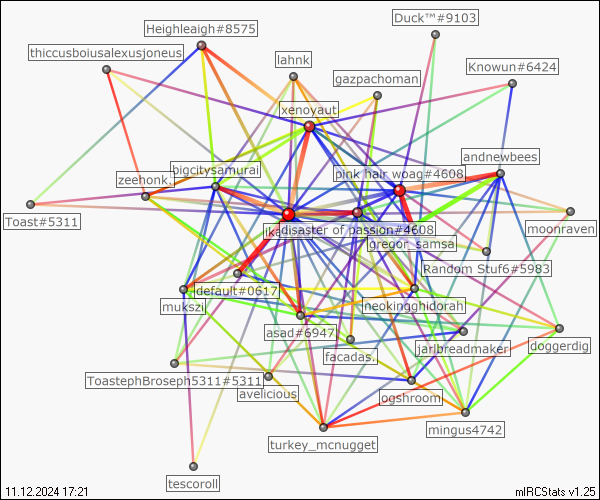 Duck™#9103
Heighleaigh#8575
thiccusboiusalexusjoneus
lahnk
Knowun#6424
gazpachoman
xenoyaut
andnewbees
bigcitysamurai
pink hair woag#4608
zeehonk.
Toast#5311
moonraven
a disaster of passion#4608
gregor_samsa
Random Stuf6#5983
default#0617
mukszi
neokingghidorah
asad#6947
facadas.
jarlbreadmaker
doggerdig
ToastephBroseph5311#5311
avelicious
ogshroom
mingus4742
turkey_mcnugget
tescoroll
11.12.2024 17:21
mIRCStats v1.25